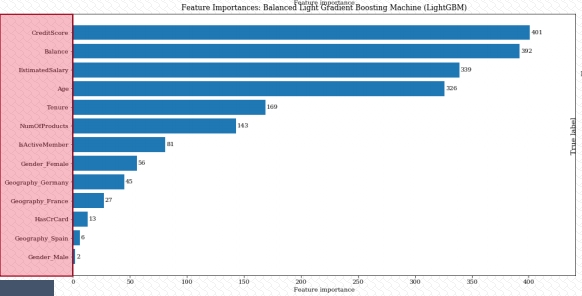 Feature importance
Feature Importances: Balanced Light Gradient Boosting Machine (LightGBM)
CreditScore 401
Balance 392
EstimatedSalary 339
Age 326
Tenure 169
NumOfProducts 143
IsActiveMember 81
Gender_Female 56
Geography_Germany 45
Geography_France 27
HasCrCard 13
Geography_Spain 6
Gender_Male 2
0 50 100 150 200 250 300 350 400
Feature importance
True label